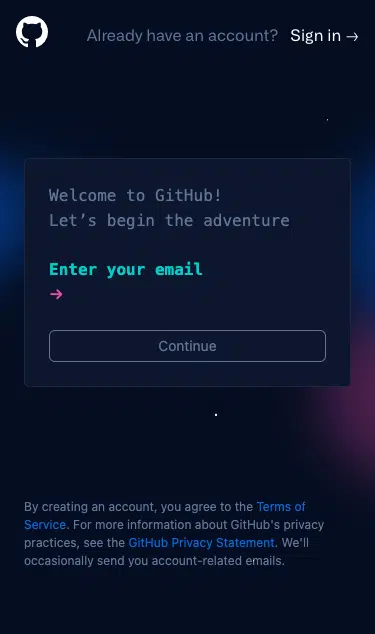 Already have an account? Sign in →
Welcome to GitHub!
Let’s begin the adventure
Enter your email
→
Continue
By creating an account, you agree to the Terms of
Service. For more information about GitHub's privacy
practices, see the GitHub Privacy Statement. We'll
occasionally send you account-related emails.